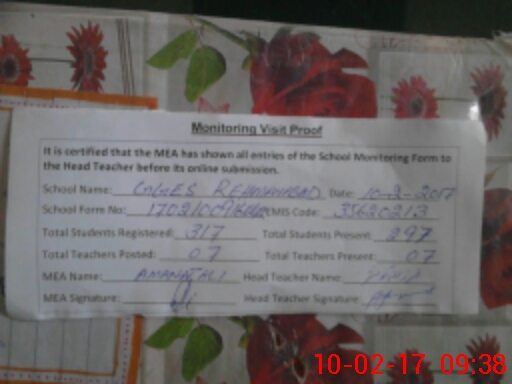 Monitoring Visit Proof
It is certified that the MEA has shown all entries of the School Monitoring Form to
the Head Teacher before its online submission.
School Name: Date: 10-2-2017
School Form No: EMIS Code: 35620213
Total Students Registered: 317 Total Students Present: 297
Total Teachers Posted: 07 Total Teachers Present: 07
MEA Name: AMANAT ALI Head Teacher Name:
MEA Signature: Head Teacher Signature:
10-02-17 09:38